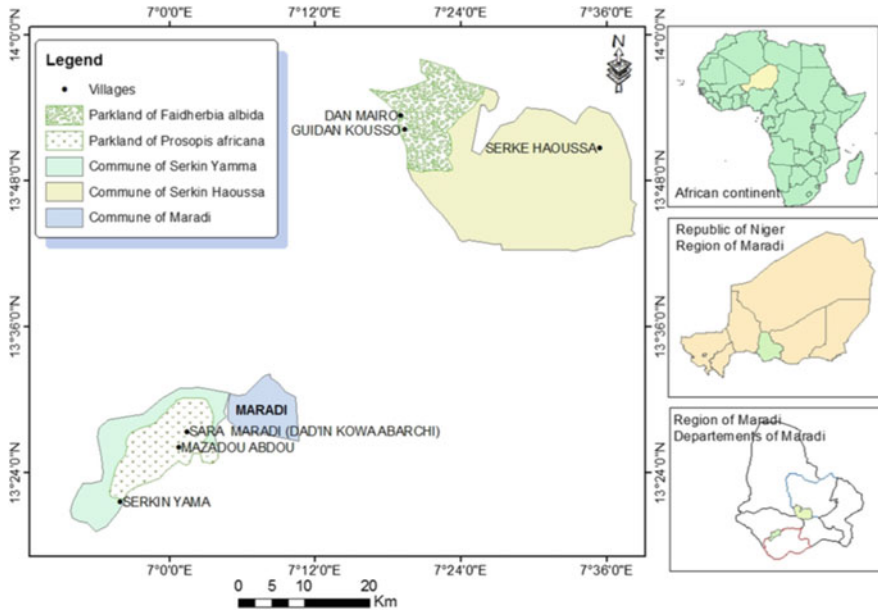 7°0'0"E
7°12'0"E
7°24'0"E
7°36'0"E
14°0'0"N
14°0'0"N
Legend
Villages
Parkland of Faidherbia albida
Parkland of Prosopis africana
Commune of Serkin Yamma
Commune of Serkin Haoussa
Commune of Maradi
N
DAN MAIRO
GUIDAN KOUSSO
SERKE HAOUSSA
13°48'0"N
13°48'0"N
13°36'0"N
13°36'0"N
MARADI
SARA MARADI (DAD'IN KOWA ABARCHI)
MAZADOU ABDOU
SERKIN YAMA
13°24'0"N
13°24'0"N
7°0'0"E
7°12'0"E
7°24'0"E
7°36'0"E
0 5 10 20
Km
African continent
Republic of Niger
Region of Maradi
Region of Maradi
Departements of Maradi